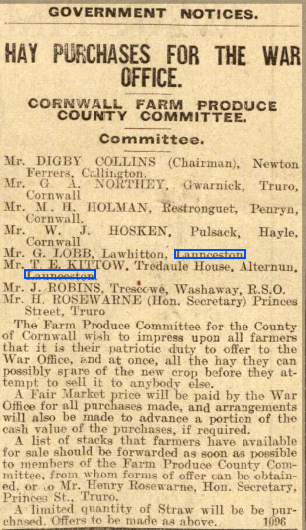 GOVERNMENT NOTICES.
HAY PURCHASES FOR THE WAR
OFFICE.
CORNWALL FARM PRODUCE
COUNTY COMMITTEE.
Committee.
Mr. DIGBY COLLINS (Chairman), Newton
Ferrers, Callington.
Mr. G. A. NORTHEY, Gwarnick, Truro,
Cornwall
Mr. M. H. HOLMAN, Restronguet, Penryn,
Cornwall.
Mr. W. J. HOSKEN, Pulsack, Hayle,
Cornwall
Mr. G. LOBB, Lawhitton, Launceston
Mr. T. B. KITTOW, Tredaule House, Alternun,
Launceston
Mr. J. ROBINS, Trescowe, Washaway, R.S.O.
Mr. H. ROSEWARNE (Hon. Secretary) Princes
Street, Truro
The Farm Produce Committee for the County
of Cornwall wish to impress upon all farmers
that it is their patriotic duty to offer to the
War Office, and at once, all the hay they can
possibly spare of the new crop before they at-
tempt to sell it to anybody else.
A Fair Market price will be paid by the War
Office for all purchases made, and arrangements
will also be made to advance a portion of the
cash value of the purchases, if required.
A list of stacks that farmers have available
for sale should be forwarded as soon as possible
to members of the Farm Produce County Com-
mittee, from whom forms of offer can be obtain-
ed, or to Mr. Henry Rosewarne, Hon. Secretary,
Princes St., Truro.
A limited quantity of Straw will be pur-
chased. Offers to be made as above. 1096